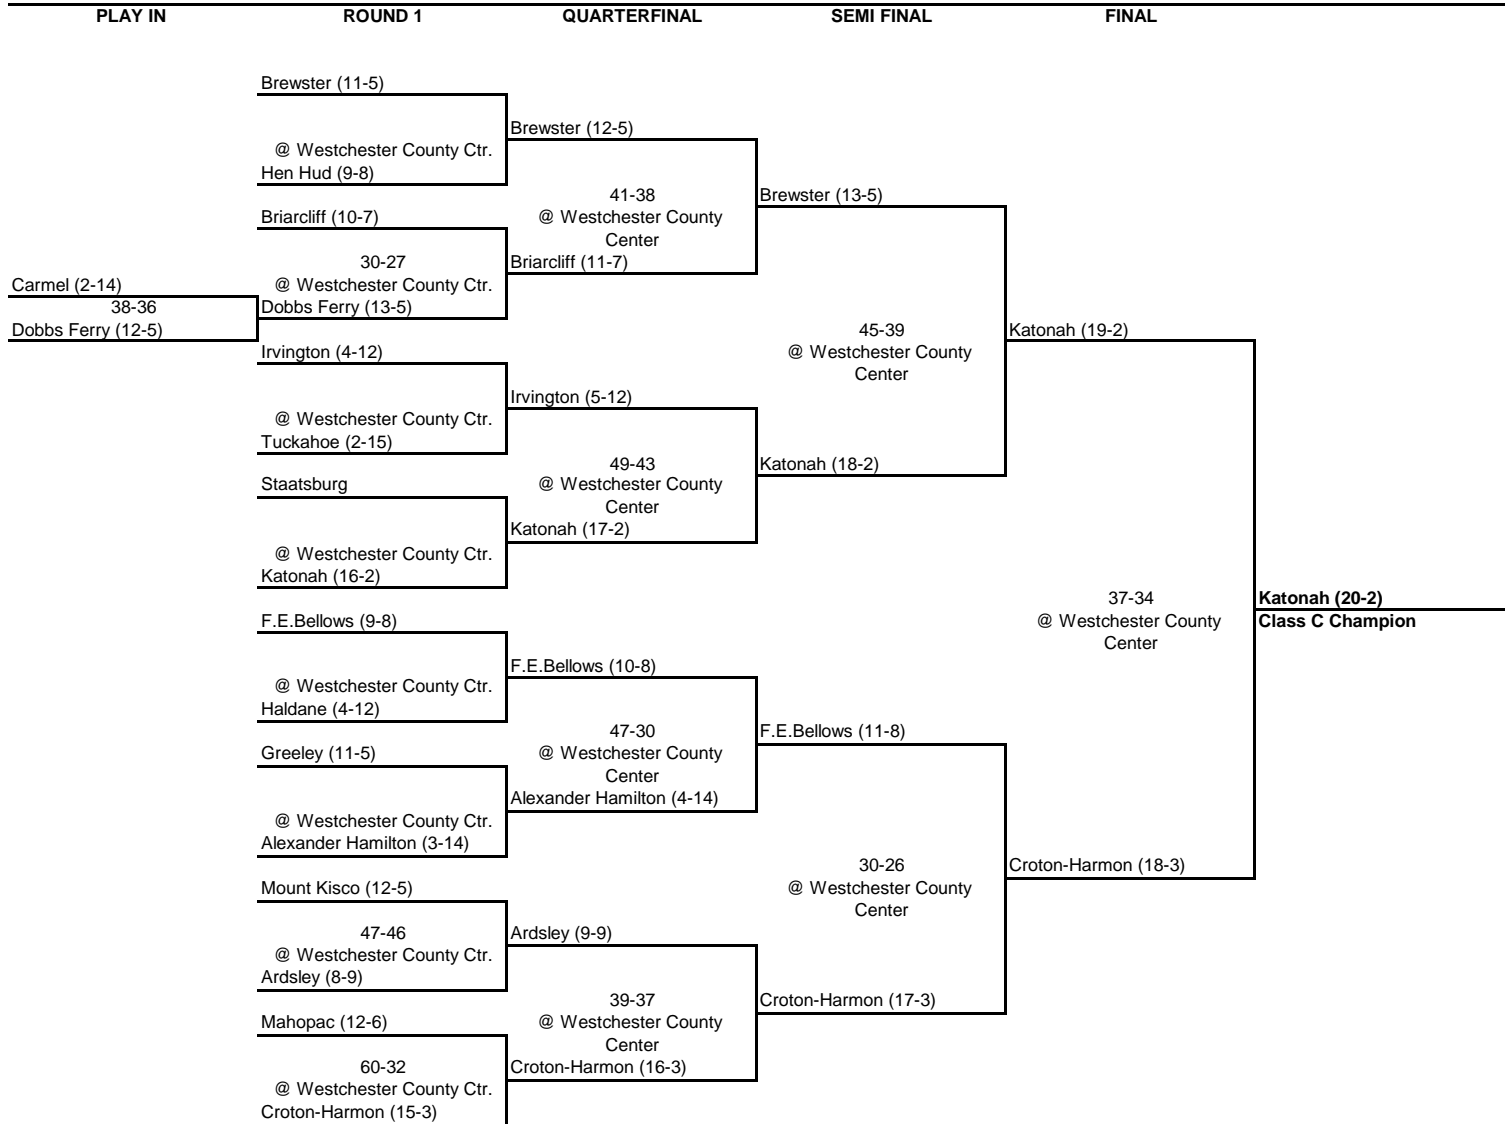 PLAY IN
ROUND 1
QUARTERFINAL
SEMI FINAL
FINAL
Brewster (11-5)
Brewster (12-5)
@ Westchester County Ctr.
Hen Hud (9-8)
41-38
@ Westchester County
Center
Brewster (13-5)
Briarcliff (10-7)
30-27
@ Westchester County Ctr.
Briarcliff (11-7)
Carmel (2-14)
38-36
Dobbs Ferry (12-5)
Dobbs Ferry (13-5)
45-39
@ Westchester County
Center
Katonah (19-2)
Irvington (4-12)
Irvington (5-12)
@ Westchester County Ctr.
Tuckahoe (2-15)
49-43
@ Westchester County
Center
Katonah (18-2)
Staatsburg
Katonah (17-2)
@ Westchester County Ctr.
Katonah (16-2)
37-34
@ Westchester County
Center
Katonah (20-2)
Class C Champion
F.E.Bellows (9-8)
F.E.Bellows (10-8)
@ Westchester County Ctr.
Haldane (4-12)
47-30
@ Westchester County
Center
F.E.Bellows (11-8)
Greeley (11-5)
Alexander Hamilton (4-14)
@ Westchester County Ctr.
Alexander Hamilton (3-14)
30-26
@ Westchester County
Center
Croton-Harmon (18-3)
Mount Kisco (12-5)
47-46
@ Westchester County Ctr.
Ardsley (9-9)
Ardsley (8-9)
39-37
@ Westchester County
Center
Croton-Harmon (17-3)
Mahopac (12-6)
60-32
@ Westchester County Ctr.
Croton-Harmon (16-3)
Croton-Harmon (15-3)